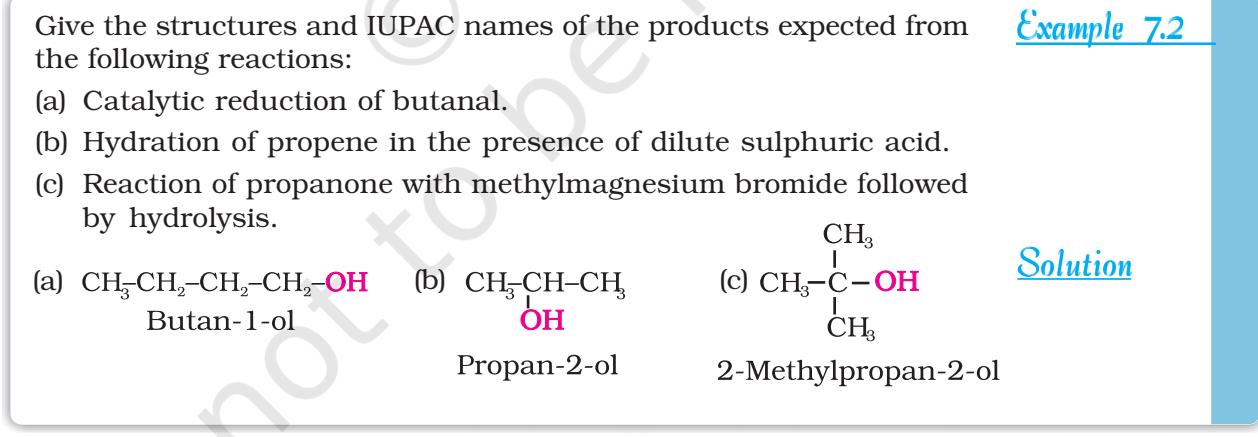 Give the structures and IUPAC names of the products expected from
the following reactions:
Example 7.2
(a) Catalytic reduction of butanal.
(b) Hydration of propene in the presence of dilute sulphuric acid.
(c) Reaction of propanone with methylmagnesium bromide followed
by hydrolysis.
Solution
(a) CH₃–CH₂–CH₂–CH₂–OH
Butan-1-ol
(b) CH₃–CH–CH₃
OH
Propan-2-ol
CH₃
(c) CH₃–C–OH
CH₃
2-Methylpropan-2-ol
©
not to be